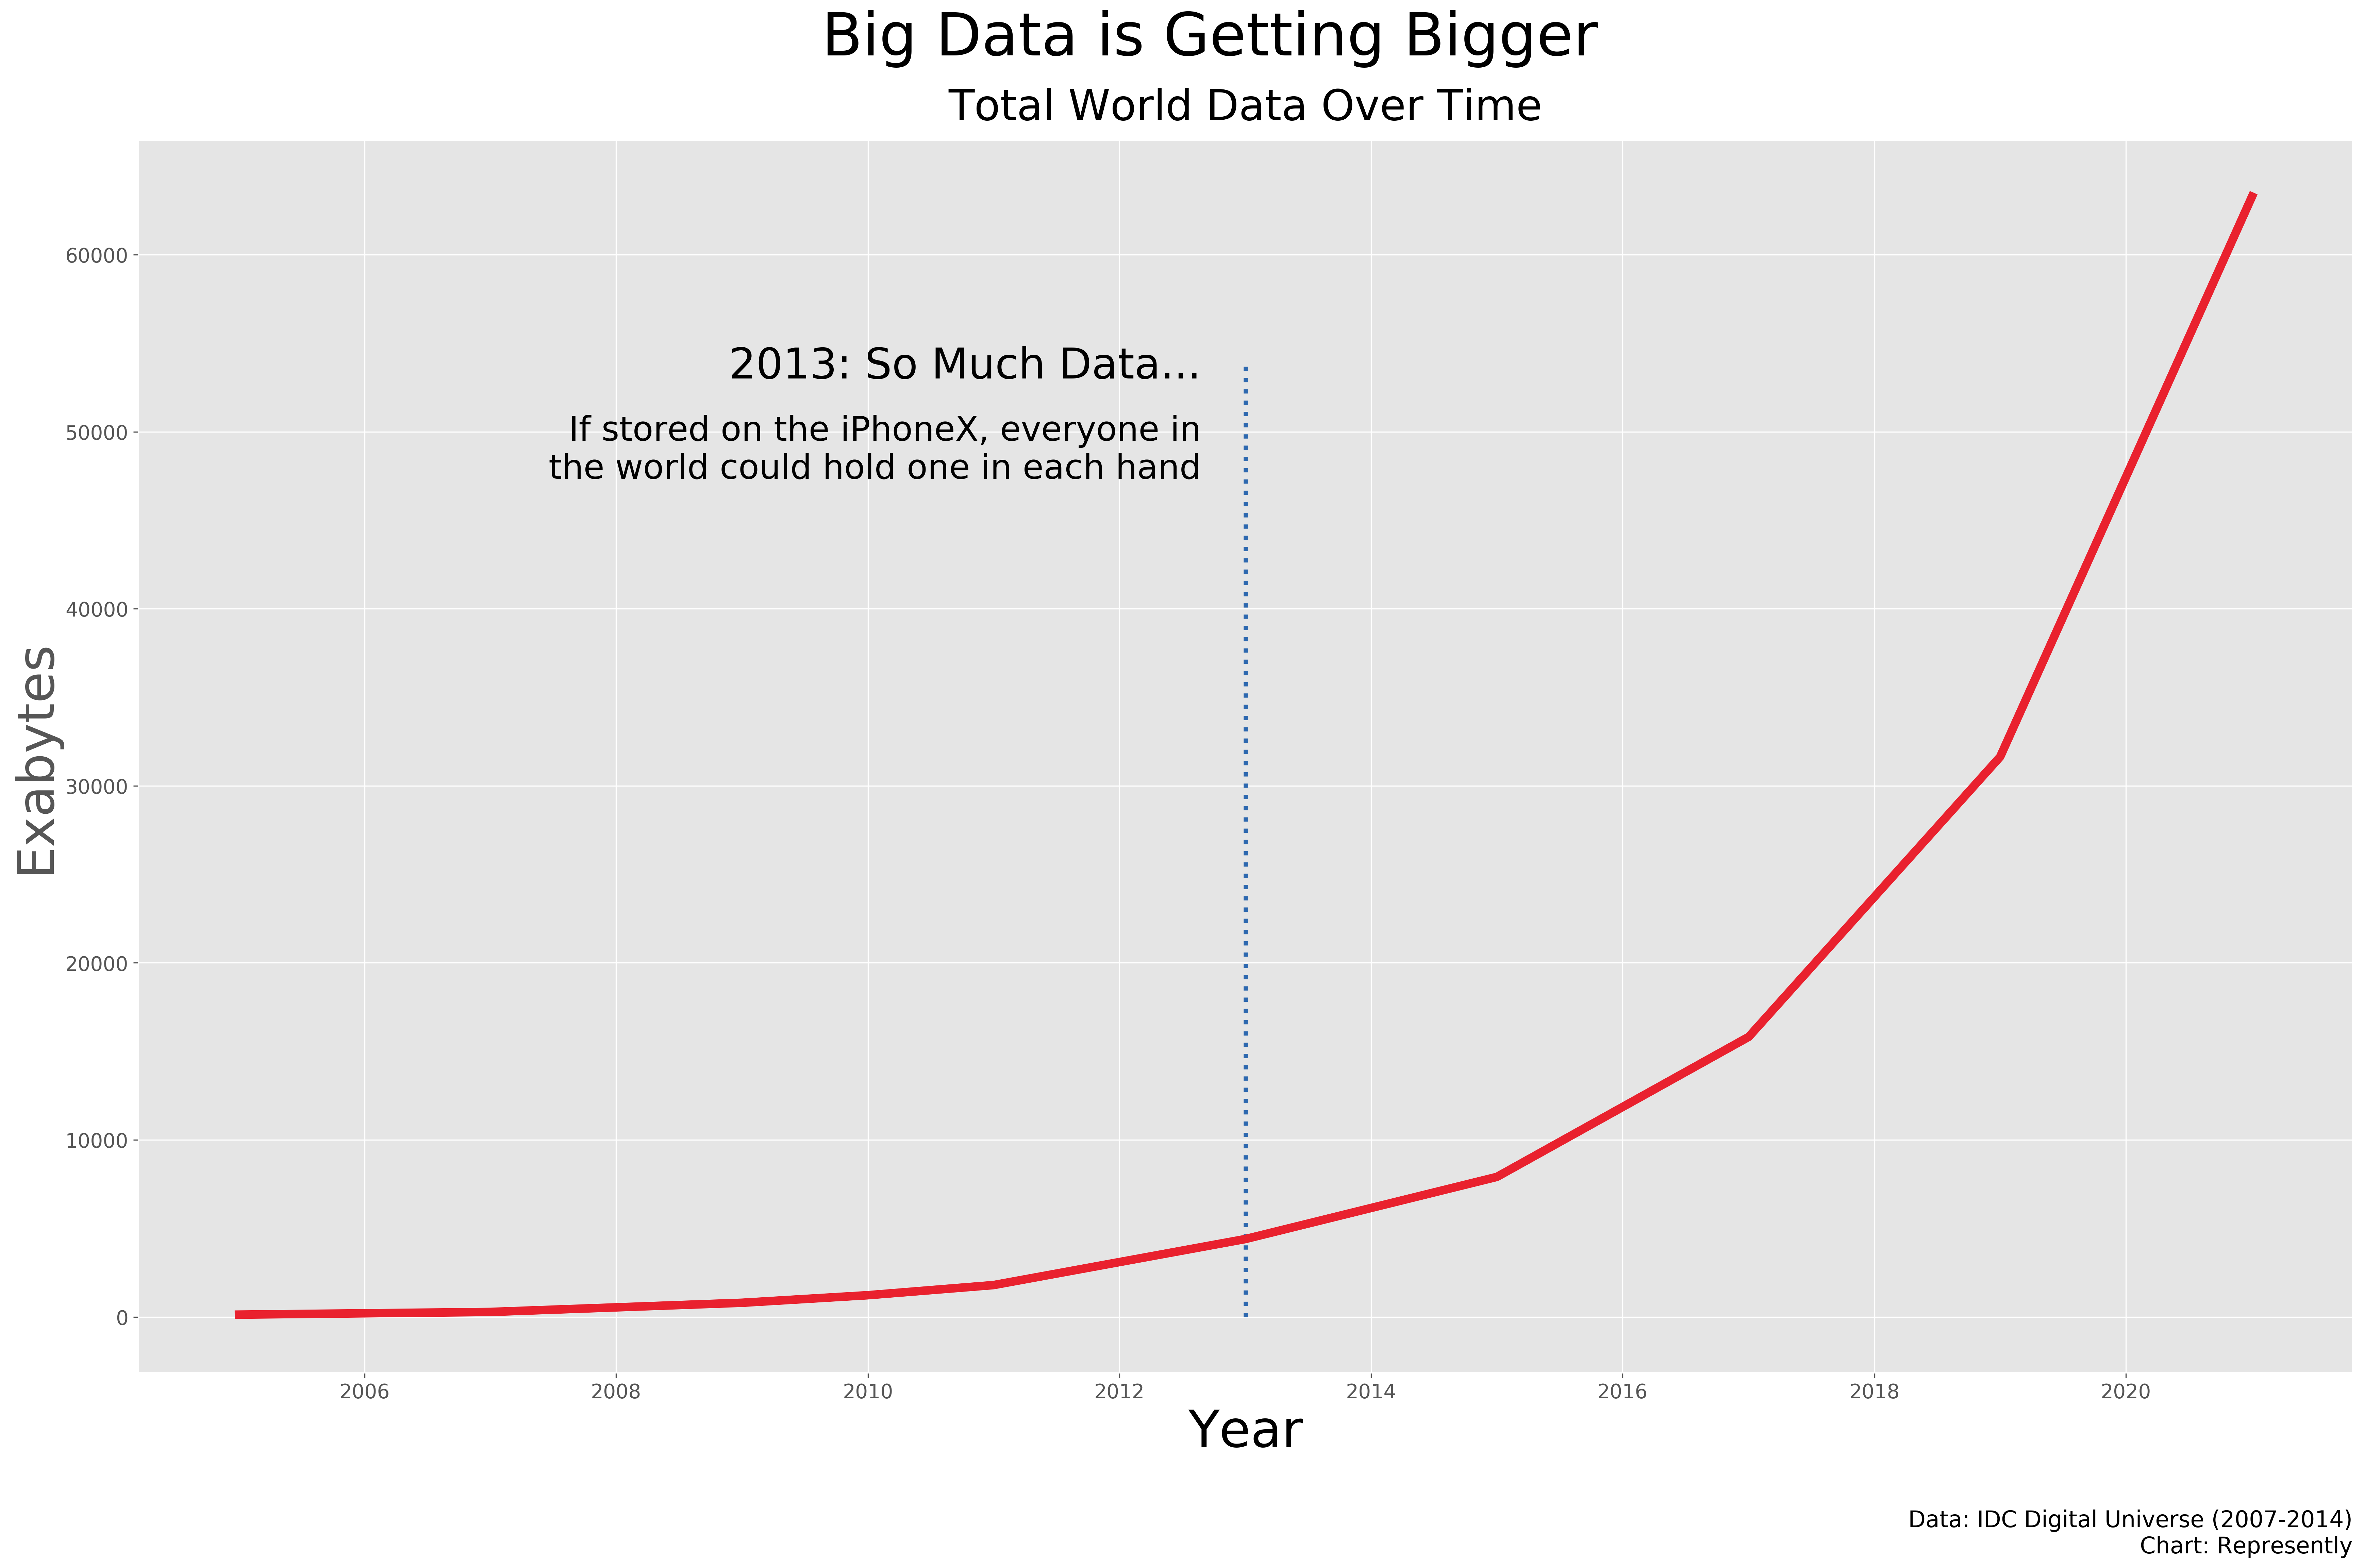 Big Data is Getting Bigger
Total World Data Over Time
60000
50000
40000
30000
20000
10000
0
Exabytes
2013: So Much Data...
If stored on the iPhoneX, everyone in
the world could hold one in each hand
2006 2008 2010 2012 2014 2016 2018 2020
Year
Data: IDC Digital Universe (2007-2014)
Chart: Represently